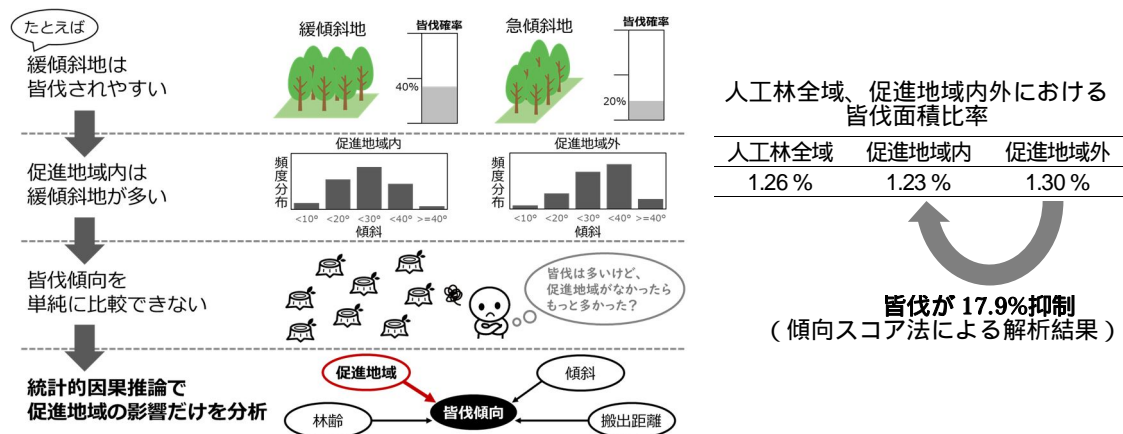 たとえば
緩傾斜地は
皆伐されやすい
緩傾斜地
皆伐確率
40%
急傾斜地
皆伐確率
20%
促進地域内は
緩傾斜地が多い
促進地域内
頻度分布
<10° <20° <30° <40° >=40°
傾斜
促進地域外
頻度分布
<10° <20° <30° <40° >=40°
傾斜
皆伐傾向を
単純に比較できない
皆伐は多いけど、
促進地域がなかったら
もっと多かった？
統計的因果推論で
促進地域の影響だけを分析
促進地域
傾斜
皆伐傾向
林齢
搬出距離
人工林全域、促進地域内外における
皆伐面積比率
人工林全域 促進地域内 促進地域外
1.26 % 1.23 % 1.30 %
皆伐が 17.9%抑制
（傾向スコア法による解析結果）